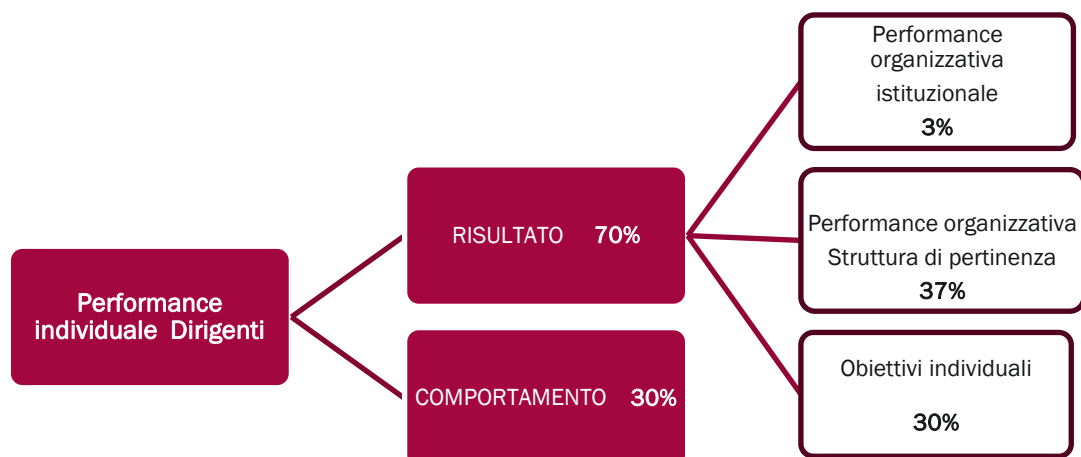 Performance
individuale Dirigenti
RISULTATO 70%
COMPORTAMENTO 30%
Performance
organizzativa
istituzionale
3%
Performance organizzativa
Struttura di pertinenza
37%
Obiettivi individuali
30%